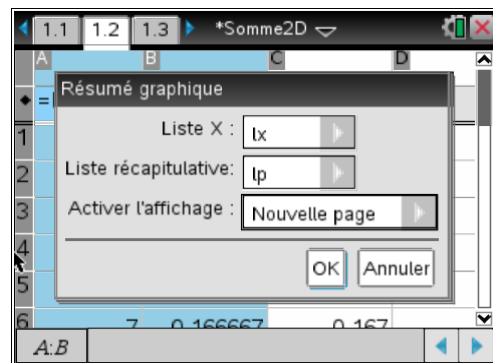 1.1 1.2 1.3 *Somme2D
A B C D
Résumé graphique
=
1 Liste X : lx
2 Liste récapitulative: lp
3 Activer l'affichage : Nouvelle page
4
5 OK Annuler
6 7 0.166667 0.167
A:B